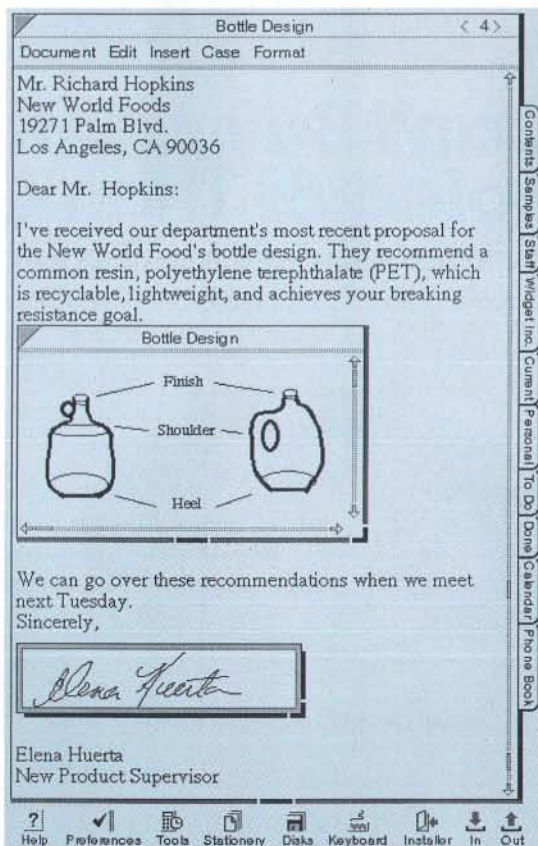 Bottle Design < 4 >
Document Edit Insert Case Format
Mr. Richard Hopkins
New World Foods
19271 Palm Blvd.
Los Angeles, CA 90036
Dear Mr. Hopkins:
I've received our department's most recent proposal for
the New World Food's bottle design. They recommend a
common resin, polyethylene terephthalate (PET), which
is recyclable, lightweight, and achieves your breaking
resistance goal.
Bottle Design
Finish
Shoulder
Heel
We can go over these recommendations when we meet
next Tuesday.
Sincerely,
Elena Huerta
Elena Huerta
New Product Supervisor
Contents
Samples
Staff
Widget Inc.
Current
Personal
To Do
Done
Calendar
Phone Book
Help Preferences Tools Stationery Disks Keyboard Installer In Out